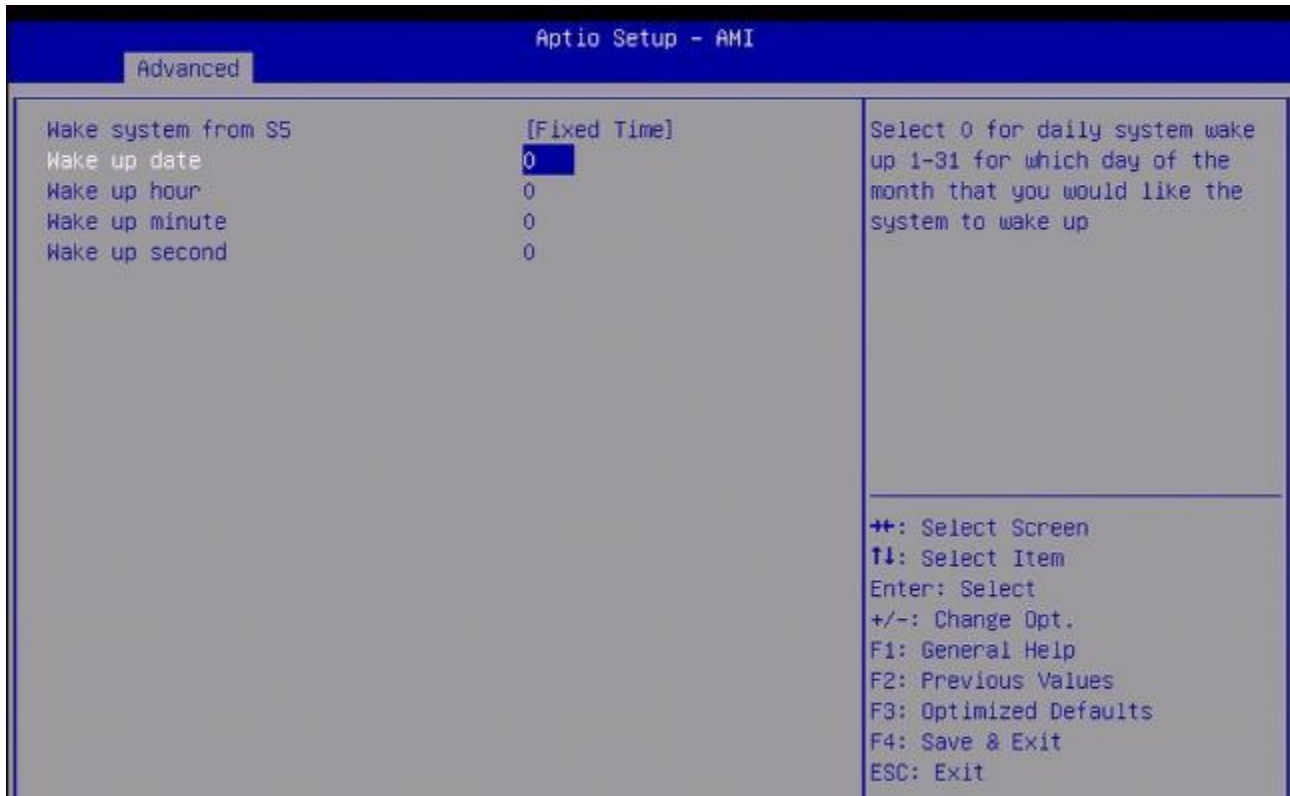 Aptio Setup – AMI
Advanced
Wake system from S5 [Fixed Time]
Wake up date 0
Wake up hour 0
Wake up minute 0
Wake up second 0
Select 0 for daily system wake
up 1-31 for which day of the
month that you would like the
system to wake up
→←: Select Screen
↑↓: Select Item
Enter: Select
+/-: Change Opt.
F1: General Help
F2: Previous Values
F3: Optimized Defaults
F4: Save & Exit
ESC: Exit